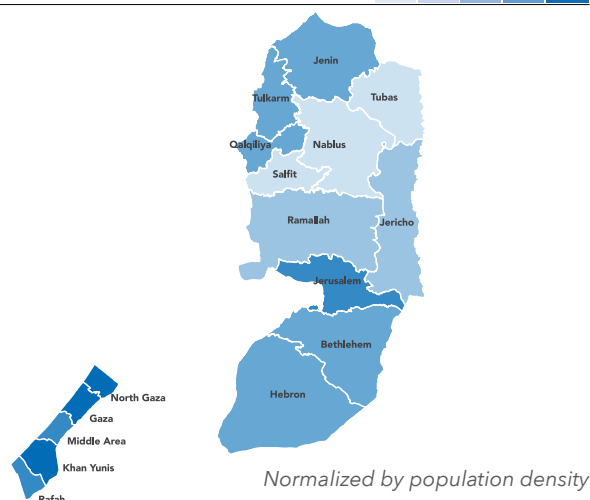 Jenin
Tubas
Tulkarm
Qalqiliya
Nablus
Salfit
Ramallah
Jericho
Jerusalem
Bethlehem
Hebron
North Gaza
Gaza
Middle Area
Khan Yunis
Normalized by population density
Rafah